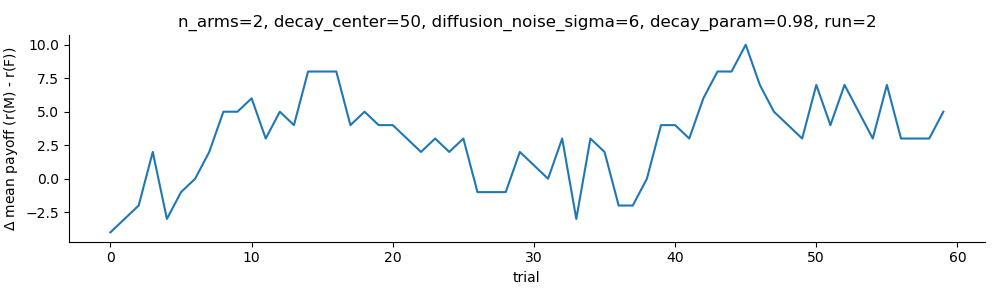 n_arms=2, decay_center=50, diffusion_noise_sigma=6, decay_param=0.98, run=2
Δ mean payoff (r(M) - r(F))
10.0
7.5
5.0
2.5
0.0
−2.5
0 10 20 30 40 50 60
trial